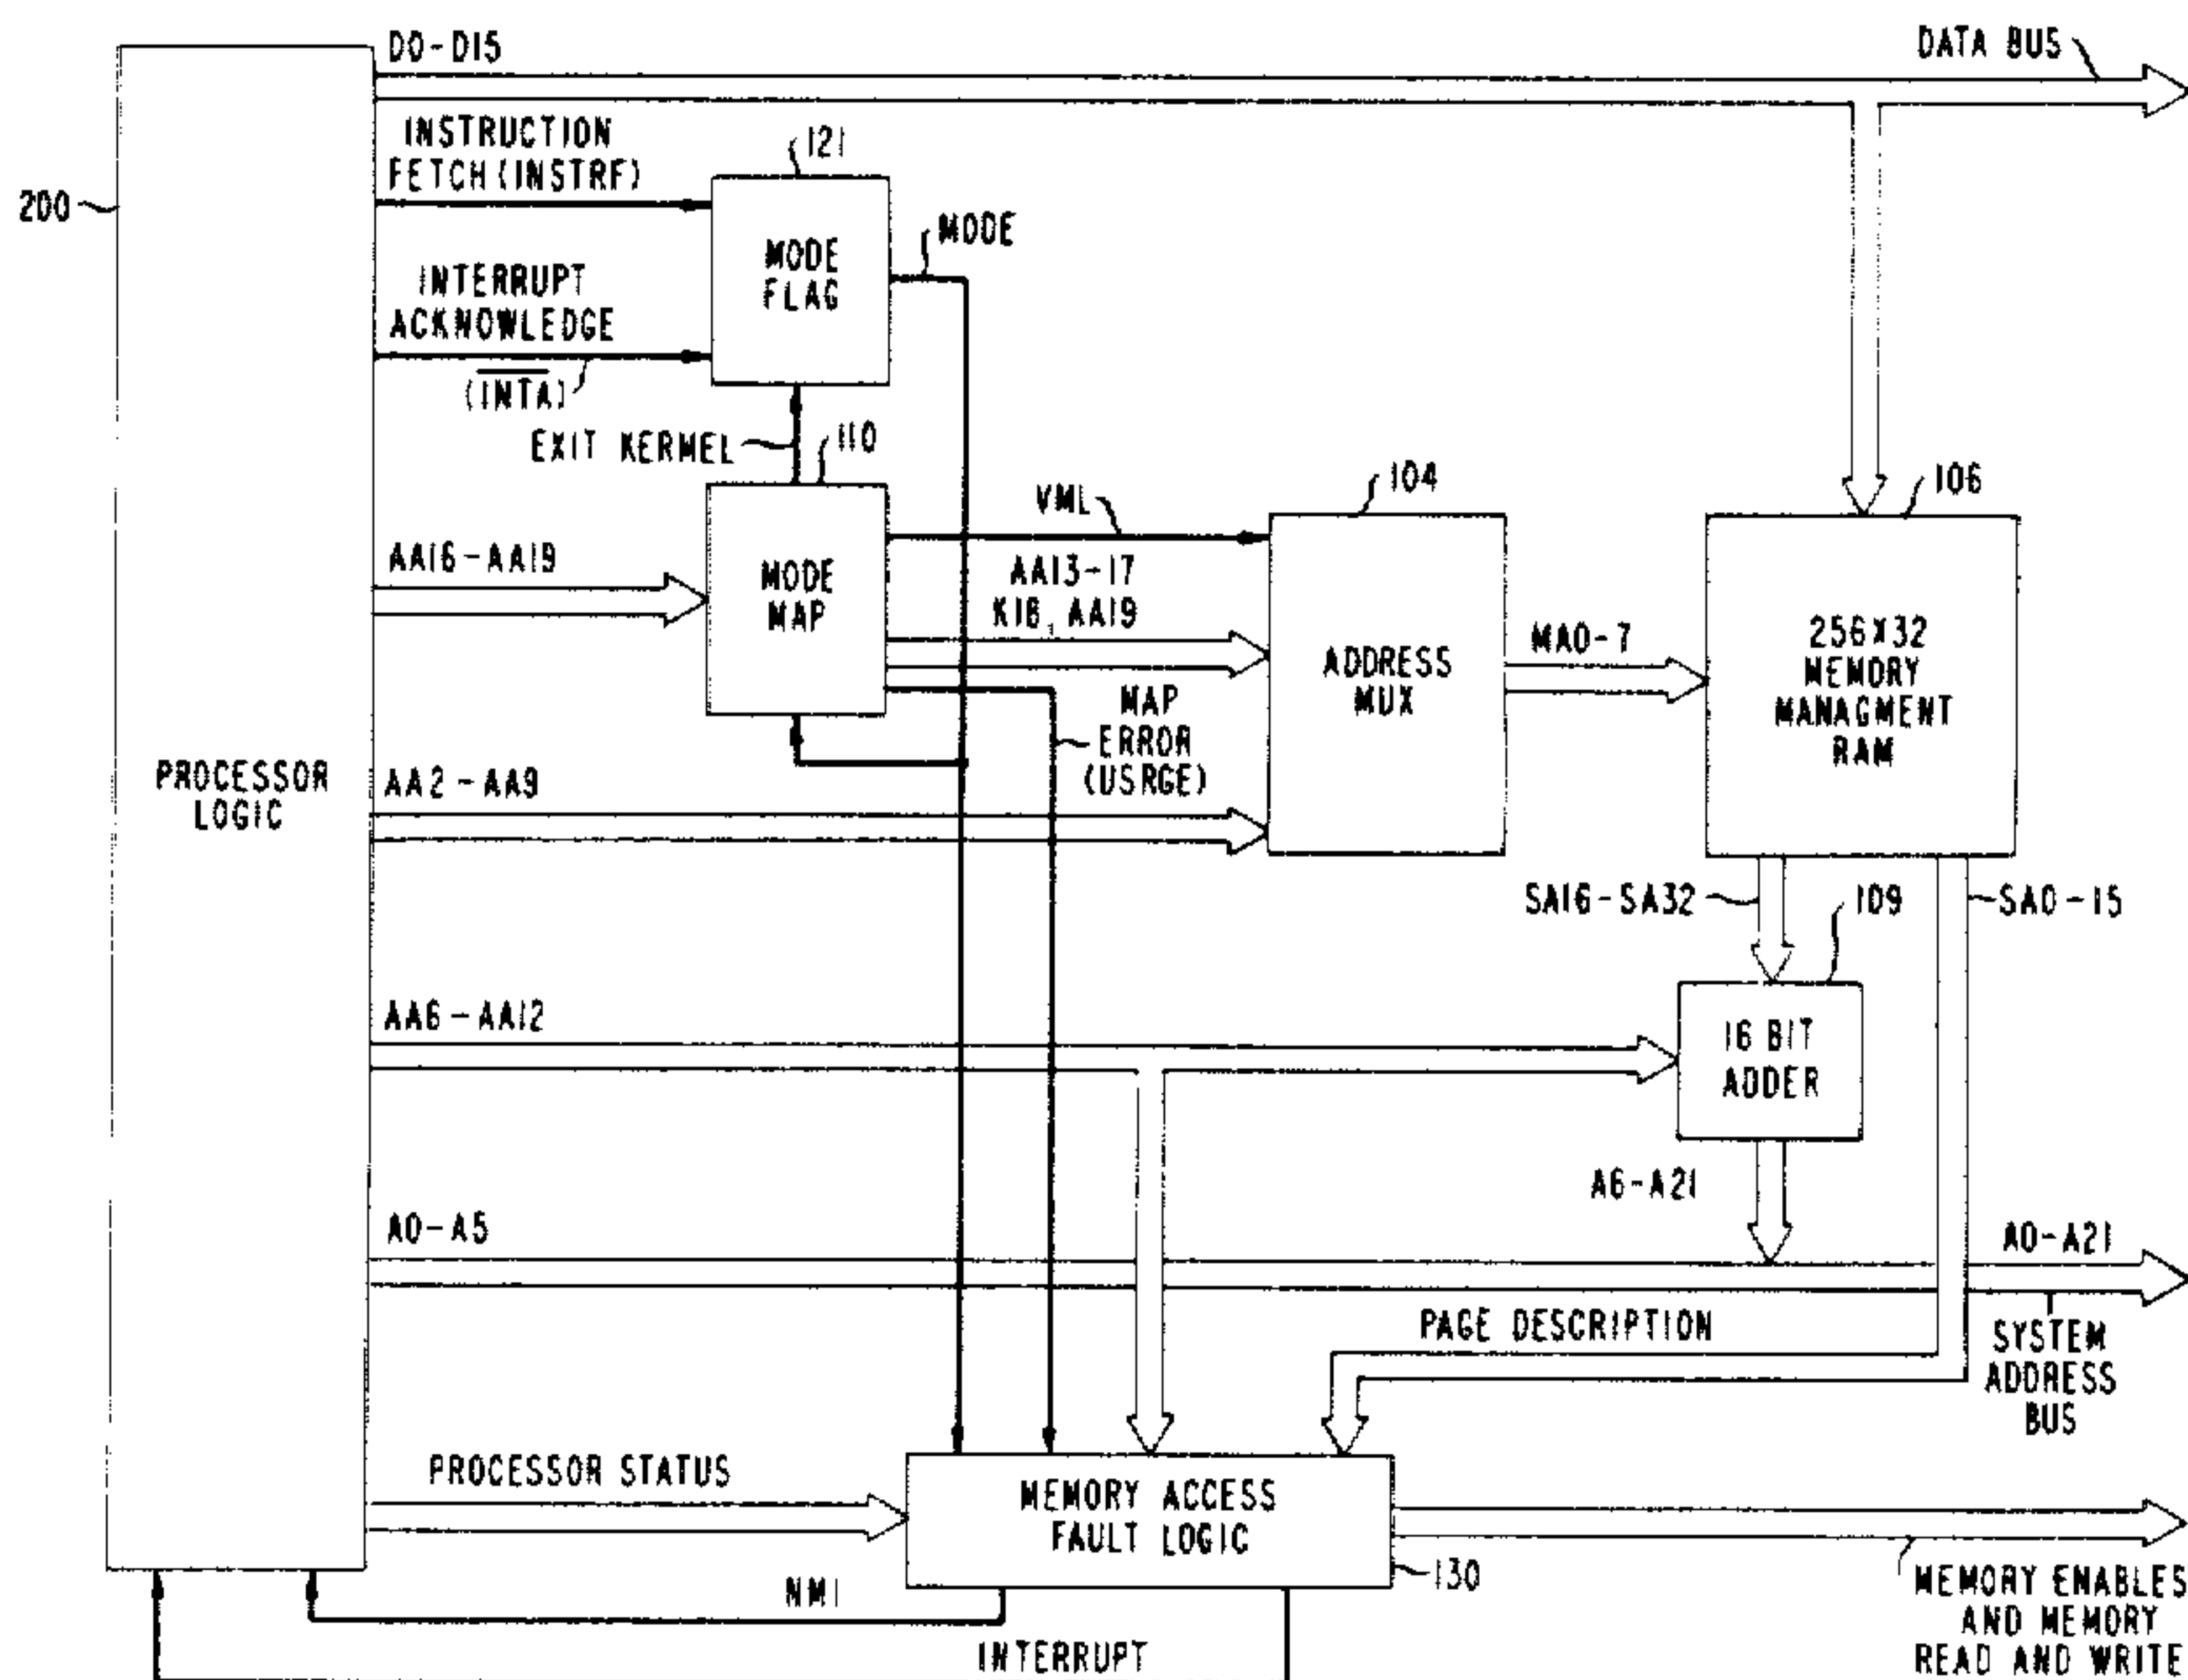 D0-D15
DATA BUS
INSTRUCTION
FETCH (INSTRF)
121
200
MODE
FLAG
MODE
INTERRUPT
ACKNOWLEDGE
(INTA)
EXIT KERNEL
110
VML
104
106
AA16-AA19
MODE
MAP
AA13-17
K18, AA19
ADDRESS
MUX
MA0-7
256X32
MEMORY
MANAGMENT
RAM
MAP
ERROR
(USRGE)
PROCESSOR
LOGIC
AA2-AA9
SA16-SA32
109
SA0-15
AA6-AA12
16 BIT
ADDER
A6-A21
A0-A5
A0-A21
PAGE DESCRIPTION
SYSTEM
ADDRESS
BUS
PROCESSOR STATUS
MEMORY ACCESS
FAULT LOGIC
130
NMI
MEMORY ENABLES
AND MEMORY
READ AND WRITE
INTERRUPT